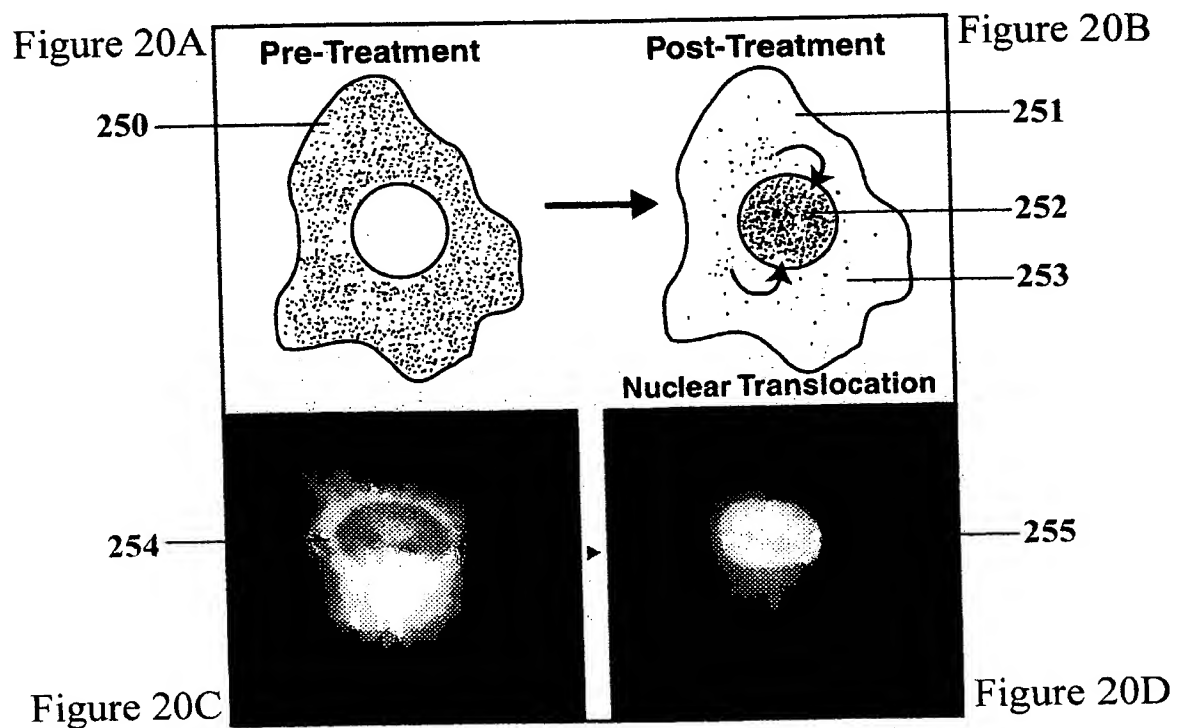 Figure 20A
Pre-Treatment
Post-Treatment
Figure 20B
250
251
252
253
Nuclear Translocation
254
255
Figure 20C
Figure 20D